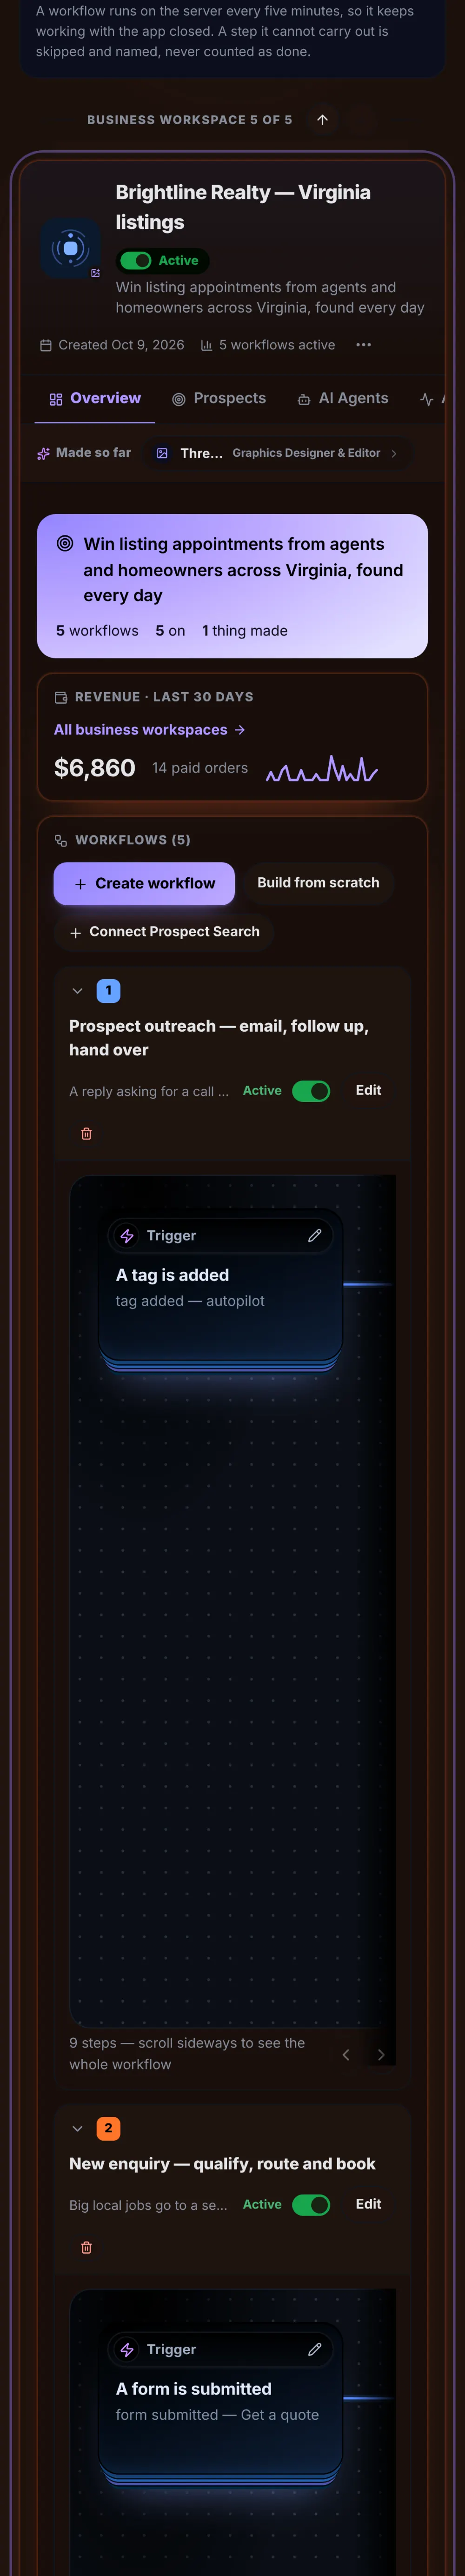 A workflow runs on the server every five minutes, so it keeps
working with the app closed. A step it cannot carry out is
skipped and named, never counted as done.
BUSINESS WORKSPACE 5 OF 5
Brightline Realty — Virginia
listings
Active
Win listing appointments from agents and
homeowners across Virginia, found every day
Created Oct 9, 2026 5 workflows active
Overview Prospects AI Agents
Made so far Thre... Graphics Designer & Editor
Win listing appointments from agents
and homeowners across Virginia, found
every day
5 workflows 5 on 1 thing made
REVENUE · LAST 30 DAYS
All business workspaces →
$6,860 14 paid orders
WORKFLOWS (5)
+ Create workflow Build from scratch
+ Connect Prospect Search
1
Prospect outreach — email, follow up,
hand over
A reply asking for a call ... Active Edit
Trigger
A tag is added
tag added — autopilot
9 steps — scroll sideways to see the
whole workflow
2
New enquiry — qualify, route and book
Big local jobs go to a se... Active Edit
Trigger
A form is submitted
form submitted — Get a quote